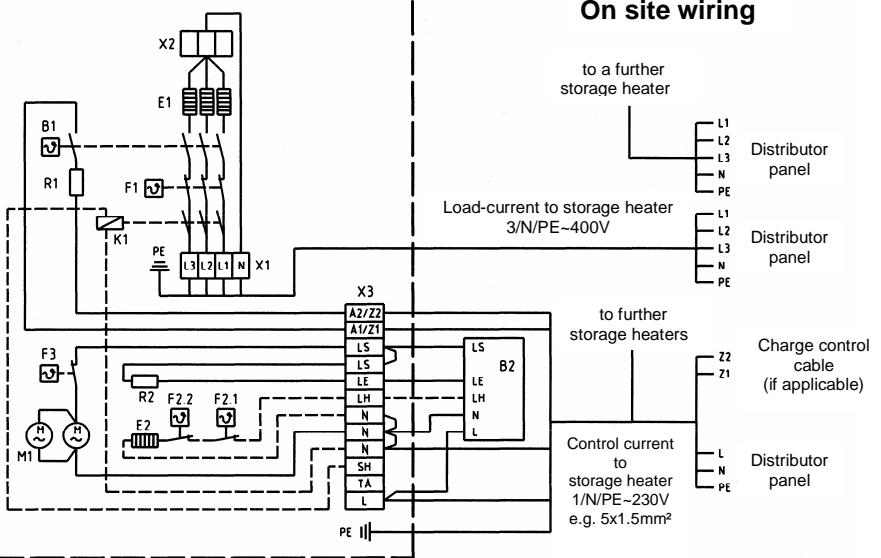 On site wiring
to a further
storage heater
L1
L2
L3
N
PE
Distributor
panel
Load-current to storage heater
3/N/PE~400V
L1
L2
L3
N
PE
Distributor
panel
X2
E1
B1
R1
F1
K1
PE
L3 L2 L1 N X1
X3
A2/Z2
A1/Z1
LS
LS
LE
LH
N
N
N
SH
TA
L
PE
F3
M1
M
~
M
~
R2
F2.2
F2.1
E2
LS
B2
LE
LH
N
L
to further
storage heaters
Z2
Z1
Charge control
cable
(if applicable)
Control current
to
storage heater
1/N/PE~230V
e.g. 5x1.5mm²
L
N
PE
Distributor
panel